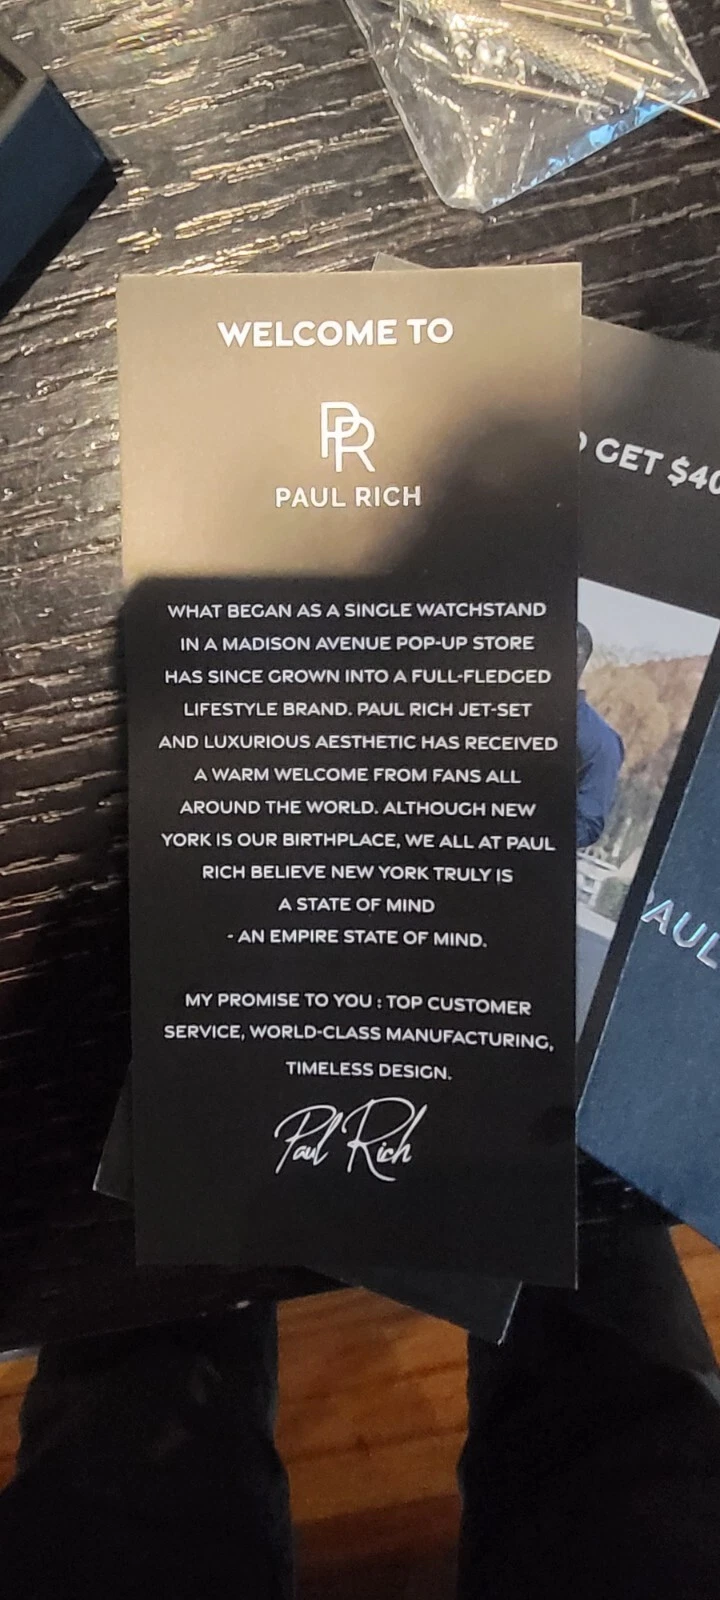 WELCOME TO
PR
PAUL RICH
WHAT BEGAN AS A SINGLE WATCHSTAND
IN A MADISON AVENUE POP-UP STORE
HAS SINCE GROWN INTO A FULL-FLEDGED
LIFESTYLE BRAND. PAUL RICH JET-SET
AND LUXURIOUS AESTHETIC HAS RECEIVED
A WARM WELCOME FROM FANS ALL
AROUND THE WORLD. ALTHOUGH NEW
YORK IS OUR BIRTHPLACE, WE ALL AT PAUL
RICH BELIEVE NEW YORK TRULY IS
A STATE OF MIND
- AN EMPIRE STATE OF MIND.
MY PROMISE TO YOU : TOP CUSTOMER
SERVICE, WORLD-CLASS MANUFACTURING,
TIMELESS DESIGN.
Paul Rich
GET $40
PAUL